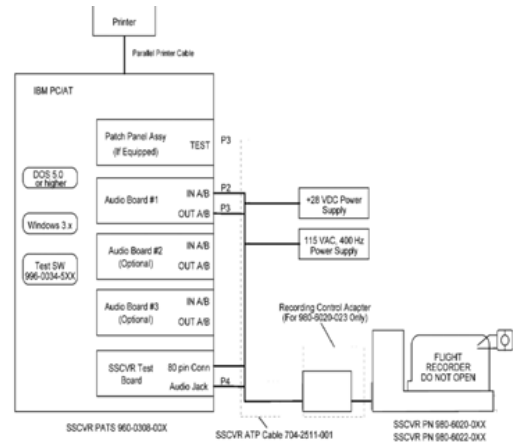 Printer
Parallel Printer Cable
IBM PC/AT
Patch Panel Assy
(If Equipped)
TEST
P3
DOS 5.0
or higher
Windows 3.x
Test SW
996-0034-5XX
Audio Board #1
IN A/B
OUT A/B
P2
P3
Audio Board #2
(Optional)
IN A/B
OUT A/B
Audio Board #3
(Optional)
IN A/B
OUT A/B
SSCVR Test
Board
80 pin Conn
Audio Jack
P4
+28 VDC Power
Supply
115 VAC, 400 Hz
Power Supply
Recording Control Adapter
(For 980-6020-023 Only)
FLIGHT
RECORDER
DO NOT OPEN
SSCVR PATS 960-0308-00X
SSCVR ATP Cable 704-2511-001
SSCVR PN 980-6020-0XX
SSCVR PN 980-6022-0XX